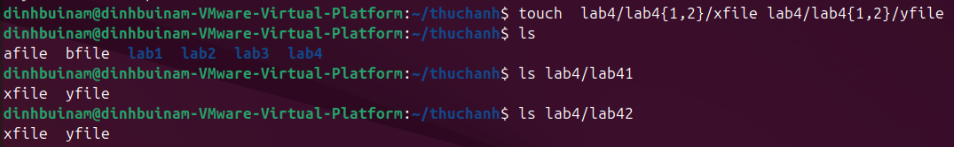 dinhbuinam@dinhbuinam-VMware-Virtual-Platform:~/thuchanh$ touch  lab4/lab4{1,2}/xfile lab4/lab4{1,2}/yfile
dinhbuinam@dinhbuinam-VMware-Virtual-Platform:~/thuchanh$ ls
afile  bfile  lab1  lab2  lab3  lab4
dinhbuinam@dinhbuinam-VMware-Virtual-Platform:~/thuchanh$ ls lab4/lab41
xfile  yfile
dinhbuinam@dinhbuinam-VMware-Virtual-Platform:~/thuchanh$ ls lab4/lab42
xfile  yfile